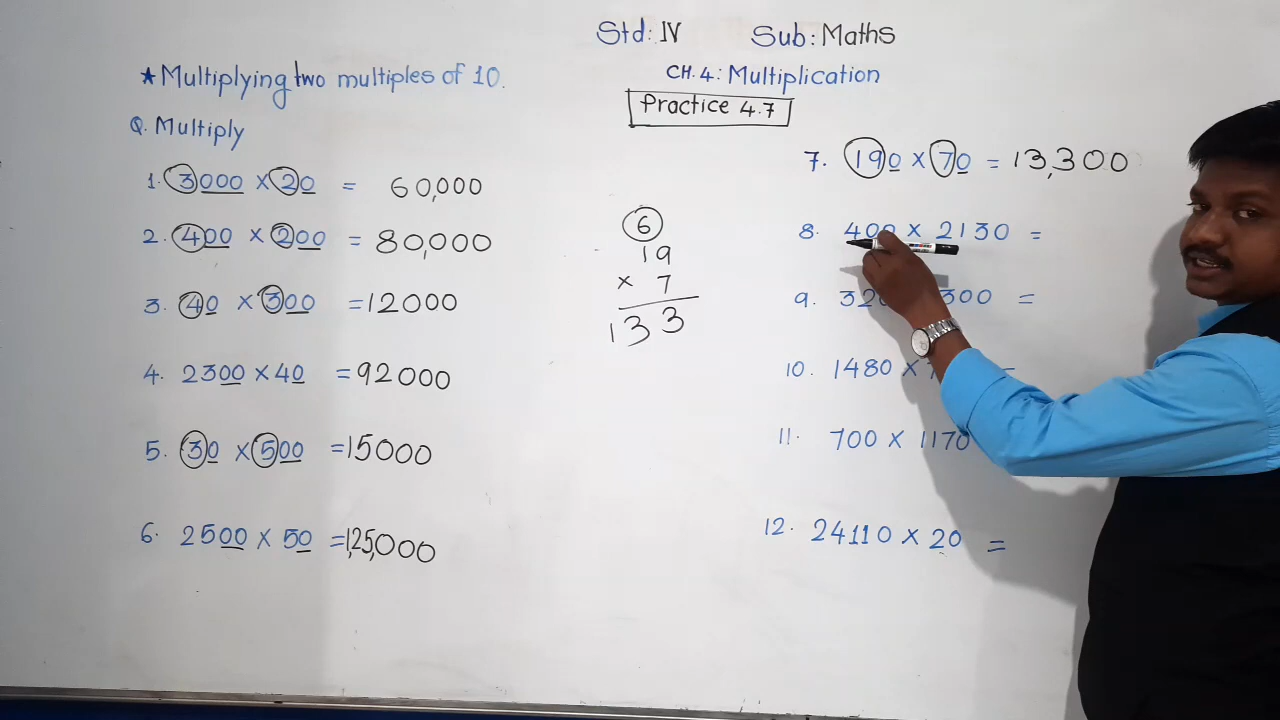 Std: IV Sub: Maths
CH. 4: Multiplication
Practice 4.7
★ Multiplying two multiples of 10.
Q. Multiply
1. 3000 × 20 = 60,000
2. 400 × 200 = 80,000
3. 40 × 300 = 12000
4. 2300 × 40 = 92000
5. 30 × 500 = 15000
6. 2500 × 50 = 1,25,000
6
19
× 7
133
7. 190 × 70 = 13,300
8. 400 × 2130 =
9. 320 300 =
10. 1480 × =
11. 700 × 1170
12. 24110 × 20 =